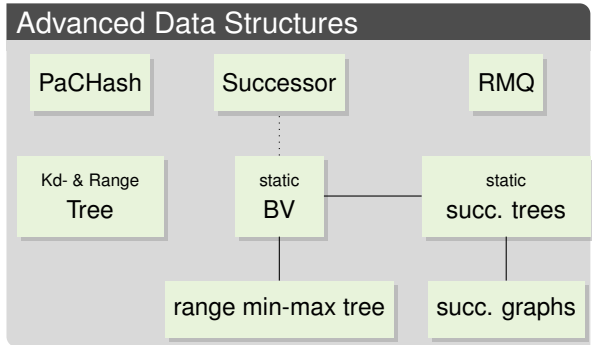 Advanced Data Structures
PaCHash
Successor
RMQ
Kd- & Range
Tree
static
BV
static
succ. trees
range min-max tree
succ. graphs